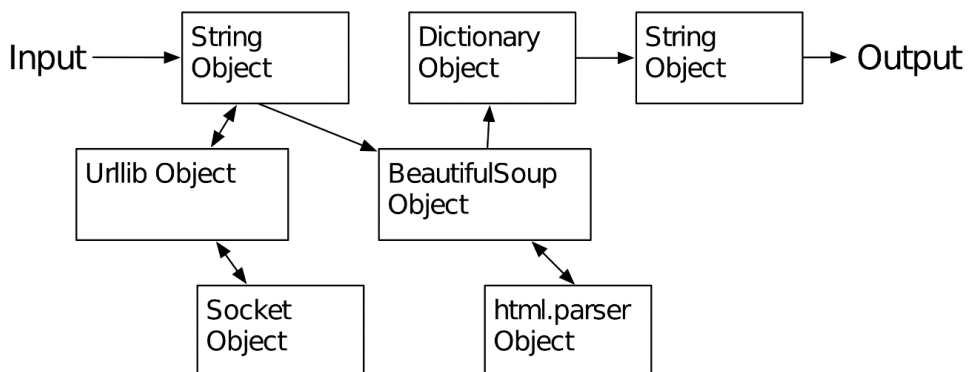 Input
String
Object
Dictionary
Object
String
Object
Output
Urllib Object
BeautifulSoup
Object
Socket
Object
html.parser
Object